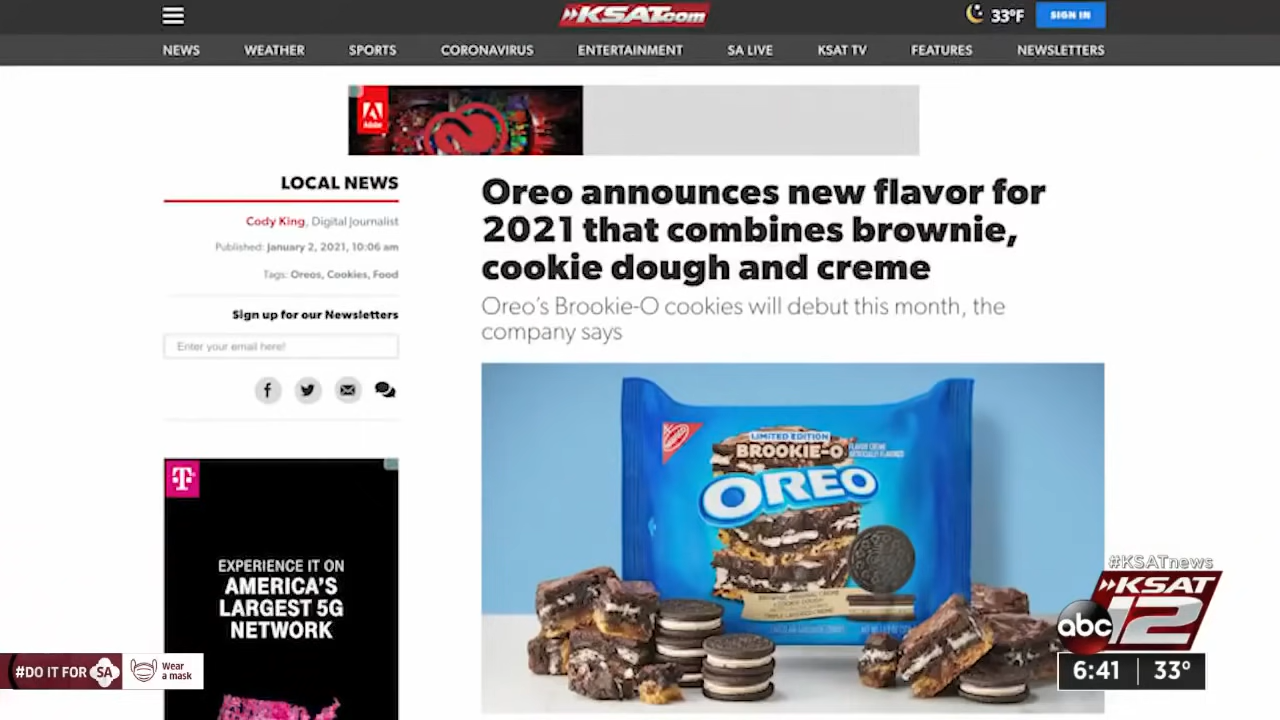 KSAT.com
33°F
SIGN IN
NEWS
WEATHER
SPORTS
CORONAVIRUS
ENTERTAINMENT
SA LIVE
KSAT TV
FEATURES
NEWSLETTERS
Adobe
LOCAL NEWS
Cody King, Digital Journalist
Published: January 2, 2021, 10:06 am
Tags: Oreos, Cookies, Food
Sign up for our Newsletters
Enter your email here!
Oreo announces new flavor for
2021 that combines brownie,
cookie dough and creme
Oreo's Brookie-O cookies will debut this month, the
company says
LIMITED EDITION
BROOKIE-O
FLAVOR CREME
ARTIFICIALLY FLAVORED
OREO
T
EXPERIENCE IT ON
AMERICA'S
LARGEST 5G
NETWORK
#KSATnews
KSAT
abc 12
6:41 33°
#DO IT FOR SA
Wear
a mask